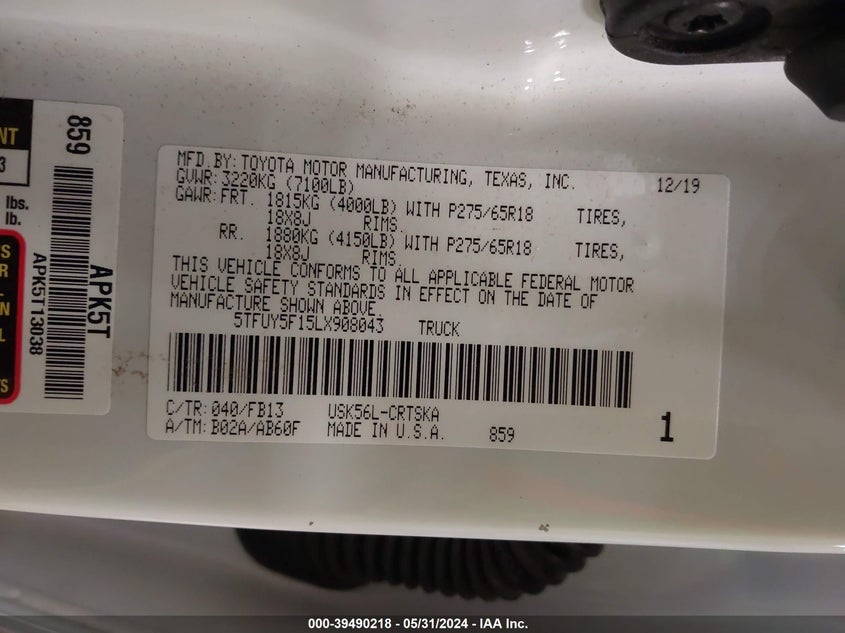 NT
859
3
lbs.
lb.
S
R
L
N
L
S
APK5T
APK5T13038
MFD.BY:TOYOTA MOTOR MANUFACTURING, TEXAS, INC. 12/19
GVWR:3220KG (7100LB)
GAWR:FRT. 1815KG (4000LB) WITH P275/65R18 TIRES,
18X8J RIMS.
RR. 1880KG (4150LB) WITH P275/65R18 TIRES,
18X8J RIMS.
THIS VEHICLE CONFORMS TO ALL APPLICABLE FEDERAL MOTOR
VEHICLE SAFETY STANDARDS IN EFFECT ON THE DATE OF
MANUFACTURE SHOWN ABOVE.
5TFUY5F15LX908043 TRUCK
C/TR:040/FB13 USK56L-CRTSKA
A/TM:B02A/AB60F MADE IN U.S.A. 859 1
000-39490218 - 05/31/2024 - IAA Inc.